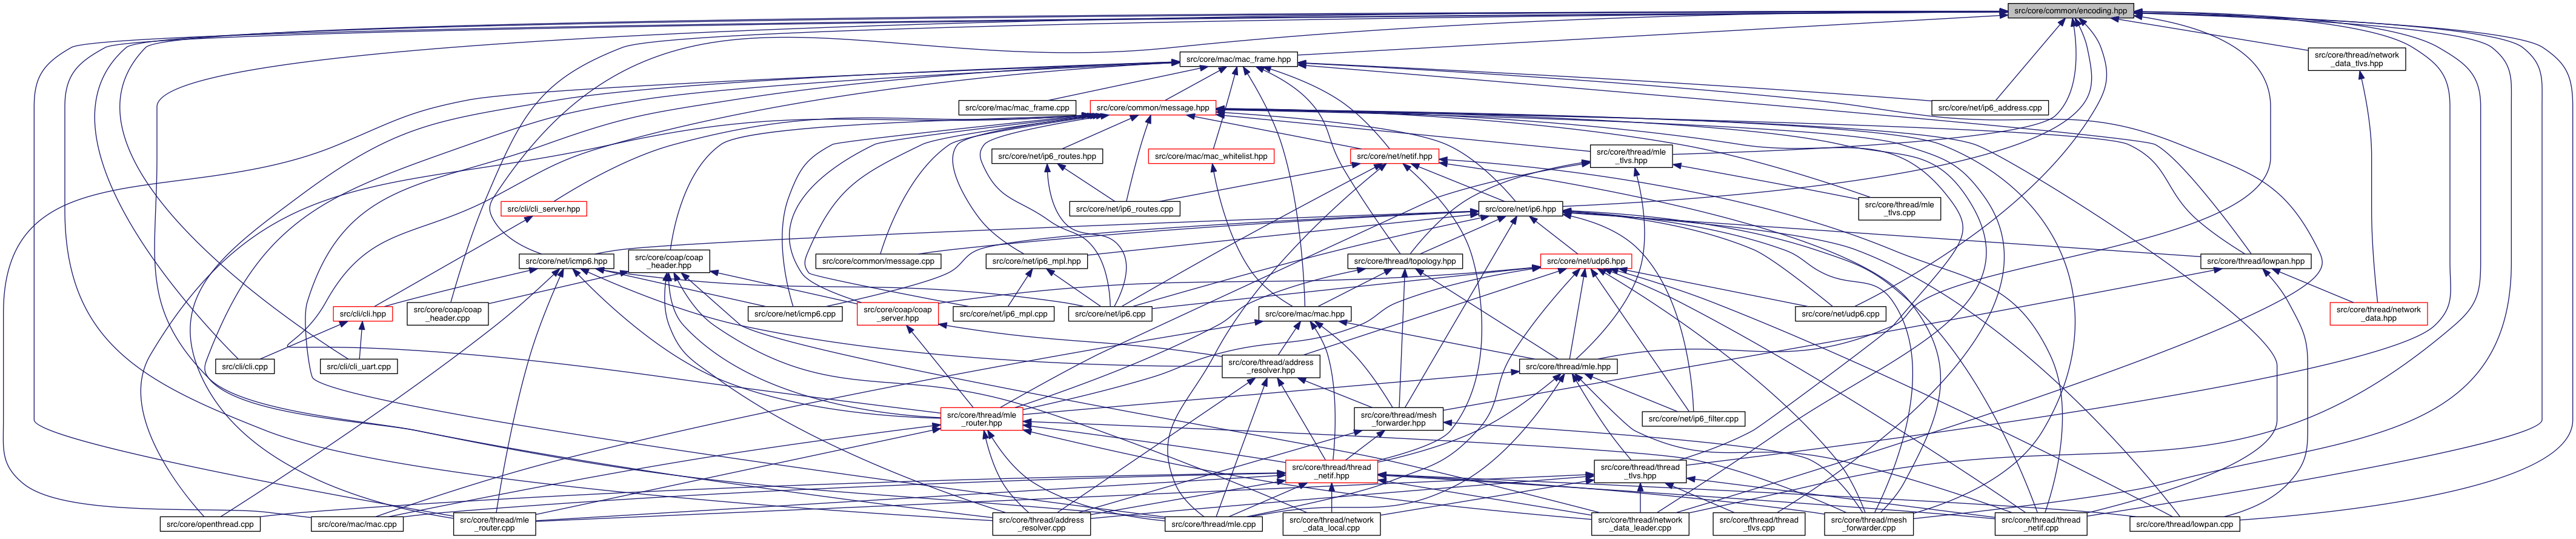 src/core/common/encoding.hpp
src/core/mac/mac_frame.hpp
src/core/thread/network
_data_tlvs.hpp
src/core/mac/mac_frame.cpp
src/core/common/message.hpp
src/core/net/ip6_address.cpp
src/core/net/ip6_routes.hpp
src/core/mac/mac_whitelist.hpp
src/core/net/netif.hpp
src/core/thread/mle
_tlvs.hpp
src/cli/cli_server.hpp
src/core/net/ip6_routes.cpp
src/core/net/ip6.hpp
src/core/thread/mle
_tlvs.cpp
src/core/net/icmp6.hpp
src/core/coap/coap
_header.hpp
src/core/common/message.cpp
src/core/net/ip6_mpl.hpp
src/core/thread/topology.hpp
src/core/net/udp6.hpp
src/core/thread/lowpan.hpp
src/cli/cli.hpp
src/core/coap/coap
_header.cpp
src/core/net/icmp6.cpp
src/core/coap/coap
_server.hpp
src/core/net/ip6_mpl.cpp
src/core/net/ip6.cpp
src/core/mac/mac.hpp
src/core/net/udp6.cpp
src/core/thread/network
_data.hpp
src/cli/cli.cpp
src/cli/cli_uart.cpp
src/core/thread/address
_resolver.hpp
src/core/thread/mle.hpp
src/core/thread/mle
_router.hpp
src/core/thread/mesh
_forwarder.hpp
src/core/net/ip6_filter.cpp
src/core/thread/thread
_netif.hpp
src/core/thread/thread
_tlvs.hpp
src/core/openthread.cpp
src/core/mac/mac.cpp
src/core/thread/mle
_router.cpp
src/core/thread/address
_resolver.cpp
src/core/thread/mle.cpp
src/core/thread/network
_data_local.cpp
src/core/thread/network
_data_leader.cpp
src/core/thread/thread
_tlvs.cpp
src/core/thread/mesh
_forwarder.cpp
src/core/thread/thread
_netif.cpp
src/core/thread/lowpan.cpp